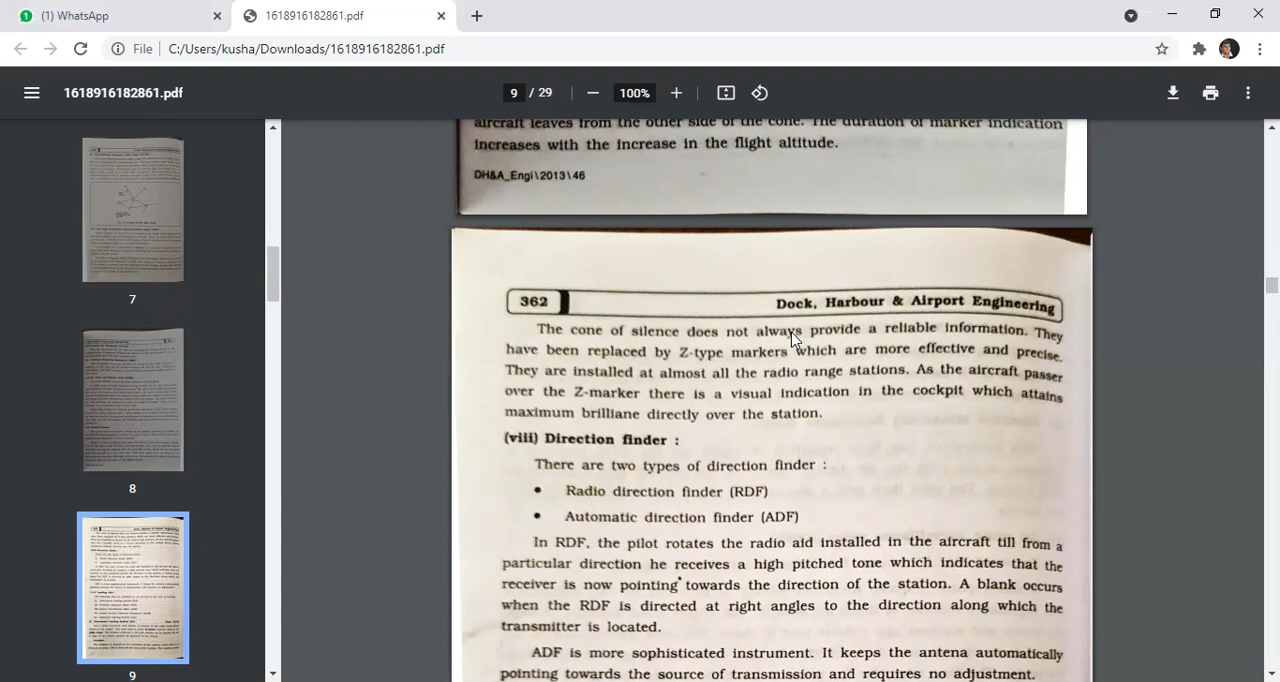 (1) WhatsApp
1618916182861.pdf
File
C:/Users/kusha/Downloads/1618916182861.pdf
1618916182861.pdf
9 / 29
100%
7
8
9
aircraft leaves from the other side of the cone. The duration of marker indication
increases with the increase in the flight altitude.
DH&A_Engi\2013\46
362
Dock, Harbour & Airport Engineering
The cone of silence does not always provide a reliable information. They
have been replaced by Z-type markers which are more effective and precise.
They are installed at almost all the radio range stations. As the aircraft passer
over the Z-marker there is a visual indication in the cockpit which attains
maximum brilliane directly over the station.
(viii) Direction finder :
There are two types of direction finder :
• Radio direction finder (RDF)
• Automatic direction finder (ADF)
In RDF, the pilot rotates the radio dial installed in the aircraft till from a
particular direction he receives a high pitched tone which indicates that the
receiver is now pointing towards the direction of the station. A blank occurs
when the RDF is directed at right angles to the direction along which the
transmitter is located.
ADF is more sophisticated instrument. It keeps the antena automatically
pointing towards the source of transmission and requires no adjustment.